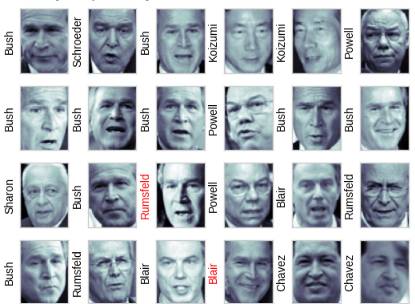 Bush Schroeder Bush Koizumi Koizumi Powell
Bush Bush Bush Powell Bush Bush
Sharon Bush Rumsfeld Powell Blair Rumsfeld
Bush Rumsfeld Blair Blair Chavez Chavez